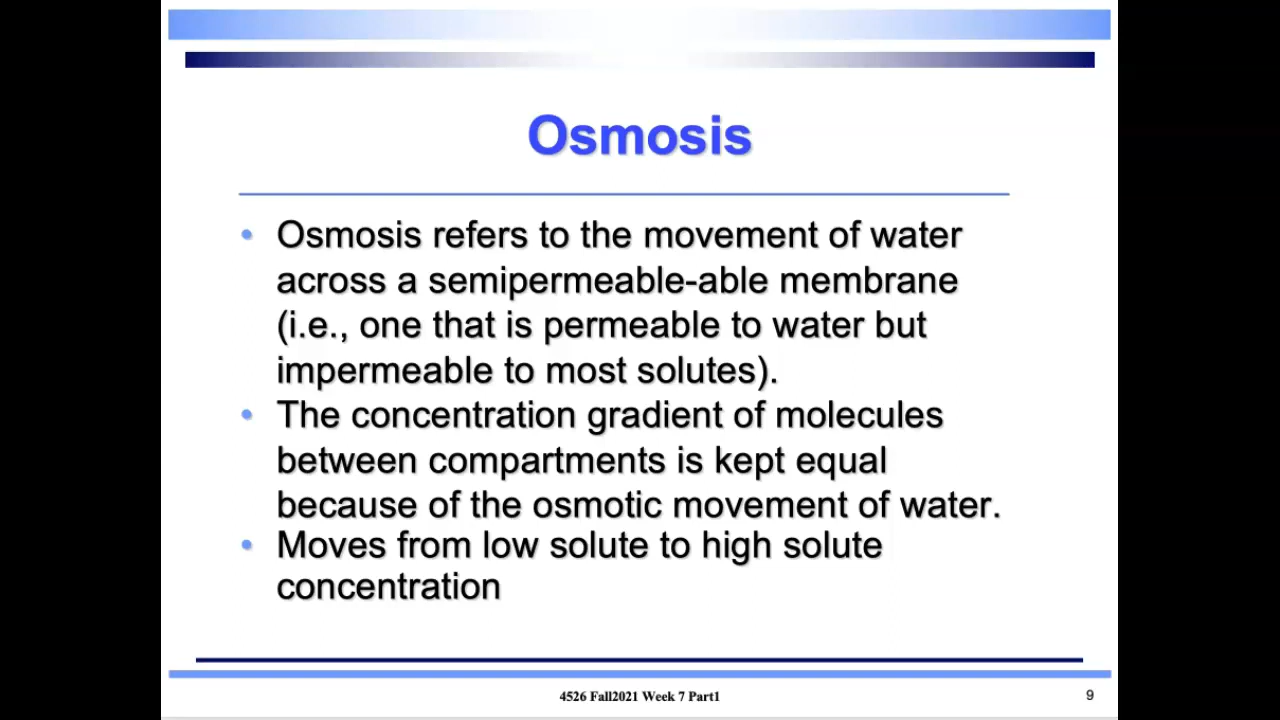 Osmosis
• Osmosis refers to the movement of water
across a semipermeable-able membrane
(i.e., one that is permeable to water but
impermeable to most solutes).
• The concentration gradient of molecules
between compartments is kept equal
because of the osmotic movement of water.
• Moves from low solute to high solute
concentration
4526 Fall2021 Week 7 Part1
9